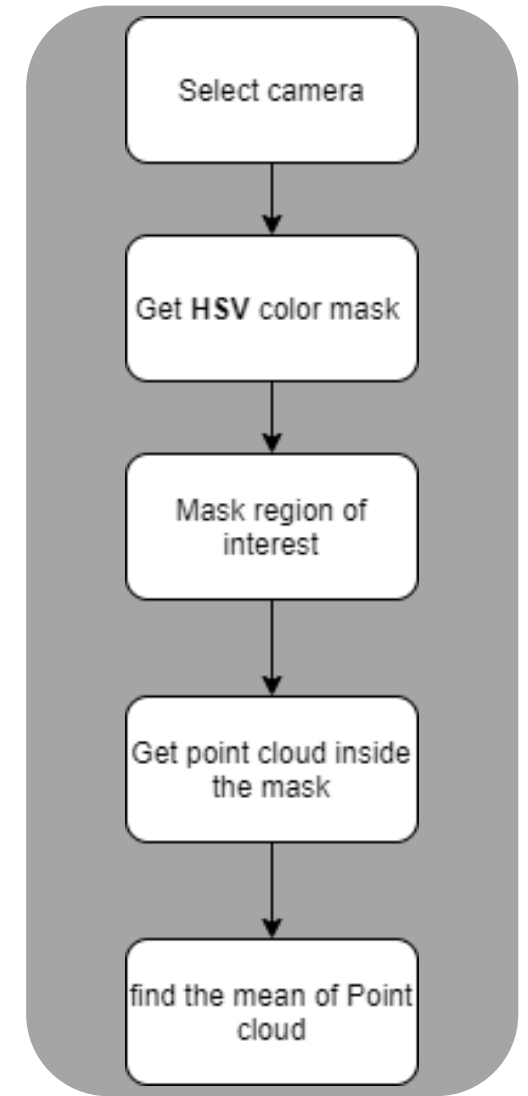 Select camera
Get HSV color mask
Mask region of
interest
Get point cloud inside
the mask
find the mean of Point
cloud